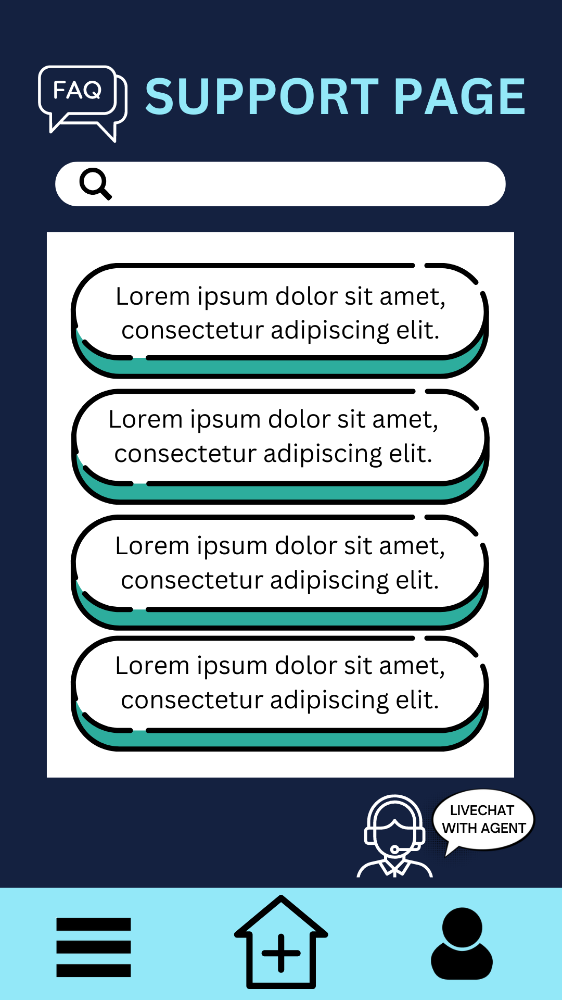 FAQ
SUPPORT PAGE
Lorem ipsum dolor sit amet,
consectetur adipiscing elit.
Lorem ipsum dolor sit amet,
consectetur adipiscing elit.
Lorem ipsum dolor sit amet,
consectetur adipiscing elit.
Lorem ipsum dolor sit amet,
consectetur adipiscing elit.
LIVECHAT
WITH AGENT